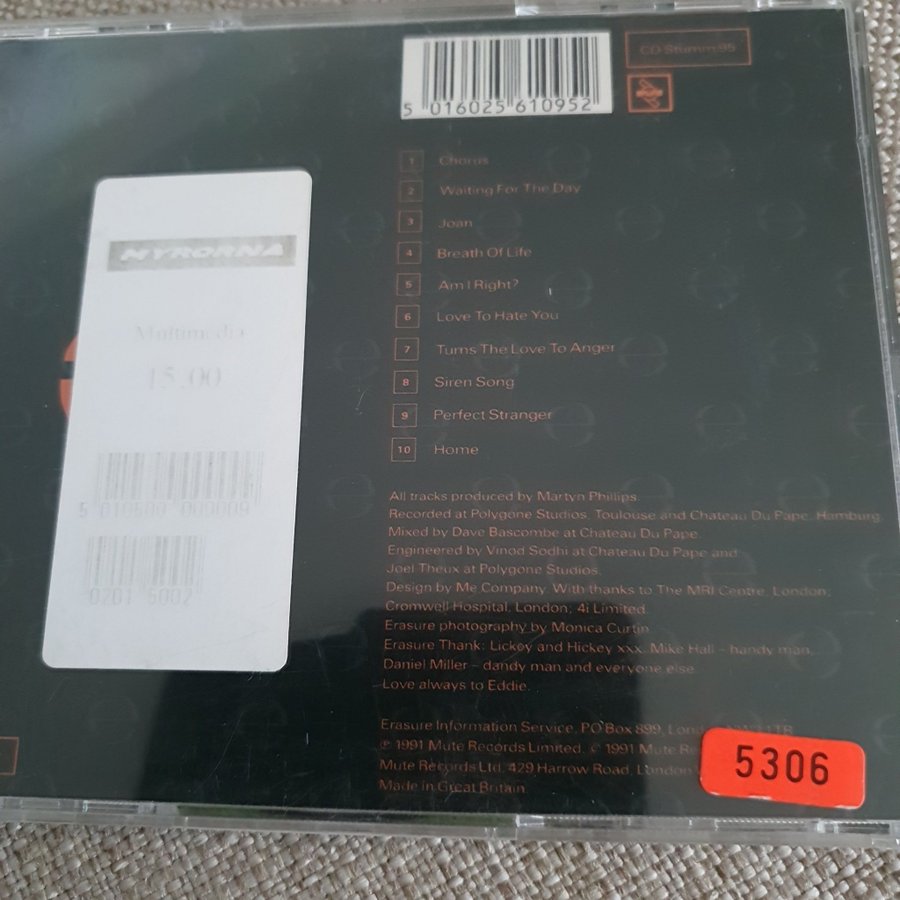 CD Stumm 95
5 016025 610952
MYRORNA
Multimedia
15.00
0201 5002
1 Chorus
2 Waiting For The Day
3 Joan
4 Breath Of Life
5 Am I Right?
6 Love To Hate You
7 Turns The Love To Anger
8 Siren Song
9 Perfect Stranger
10 Home
All tracks produced by Martyn Phillips.
Recorded at Polygone Studios, Toulouse and Chateau Du Pape, Hamburg.
Mixed by Dave Bascombe at Chateau Du Pape.
Engineered by Vinod Sodhi at Chateau Du Pape and
Joel Theux at Polygone Studios.
Design by Me Company. With thanks to The MRI Centre, London;
Cromwell Hospital, London; 4i Limited.
Erasure photography by Monica Curtin.
Erasure Thank: Lickey and Hickey xxx, Mike Hall – handy man,
Daniel Miller – dandy man and everyone else.
Love always to Eddie.
Erasure Information Service, PO Box 899,
℗ 1991 Mute Records Limited. © 1991 Mute
Mute Records Ltd, 429 Harrow Road, London
Made in Great Britain.
5306